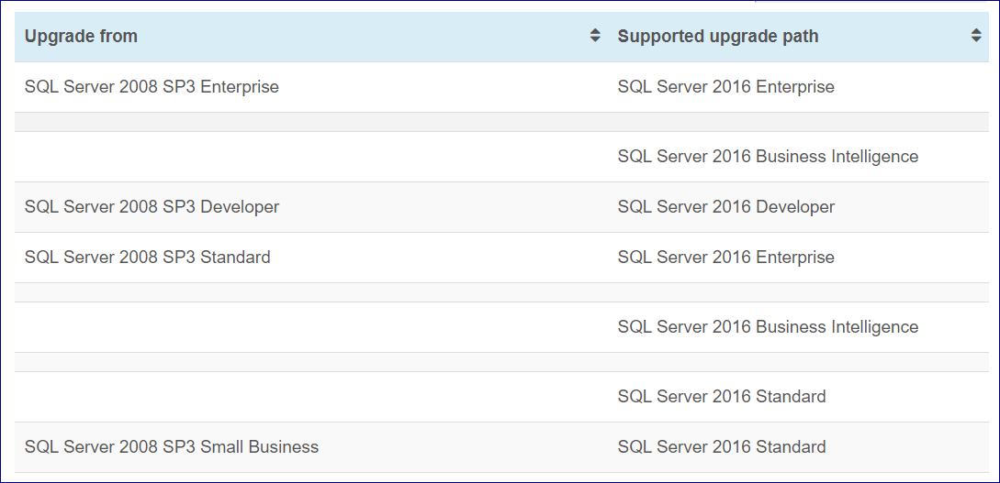 Upgrade from Supported upgrade path
SQL Server 2008 SP3 Enterprise SQL Server 2016 Enterprise
SQL Server 2016 Business Intelligence
SQL Server 2008 SP3 Developer SQL Server 2016 Developer
SQL Server 2008 SP3 Standard SQL Server 2016 Enterprise
SQL Server 2016 Business Intelligence
SQL Server 2016 Standard
SQL Server 2008 SP3 Small Business SQL Server 2016 Standard